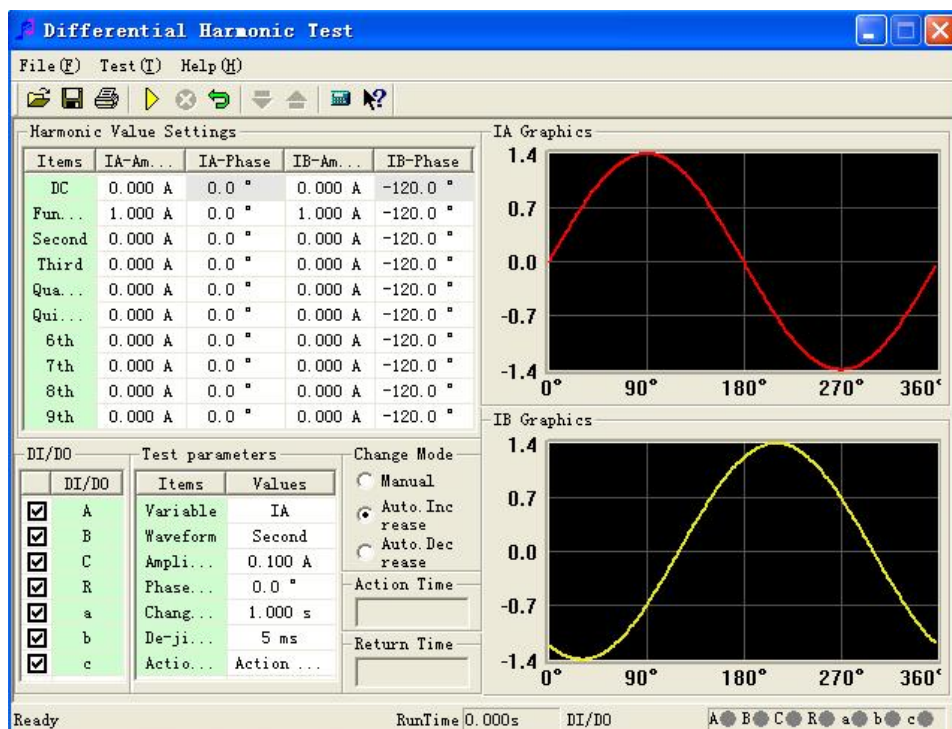 Differential Harmonic Test
File(F) Test(T) Help(H)
Harmonic Value Settings
Items IA-Am... IA-Phase IB-Am... IB-Phase
DC 0.000 A 0.0 ° 0.000 A -120.0 °
Fun... 1.000 A 0.0 ° 1.000 A -120.0 °
Second 0.000 A 0.0 ° 0.000 A -120.0 °
Third 0.000 A 0.0 ° 0.000 A -120.0 °
Qua... 0.000 A 0.0 ° 0.000 A -120.0 °
Qui... 0.000 A 0.0 ° 0.000 A -120.0 °
6th 0.000 A 0.0 ° 0.000 A -120.0 °
7th 0.000 A 0.0 ° 0.000 A -120.0 °
8th 0.000 A 0.0 ° 0.000 A -120.0 °
9th 0.000 A 0.0 ° 0.000 A -120.0 °
IA Graphics
1.4
0.7
0.0
-0.7
-1.4
0° 90° 180° 270° 360°
DI/DO
DI/DO
A
B
C
R
a
b
c
Test parameters
Items Values
Variable IA
Waveform Second
Ampli... 0.100 A
Phase... 0.0 °
Chang... 1.000 s
De-ji... 5 ms
Actio... Action ...
Change Mode
Manual
Auto.Inc
rease
Auto.Dec
rease
Action Time
Return Time
IB Graphics
1.4
0.7
0.0
-0.7
-1.4
0° 90° 180° 270° 360°
Ready RunTime 0.000s DI/DO A B C R a b c